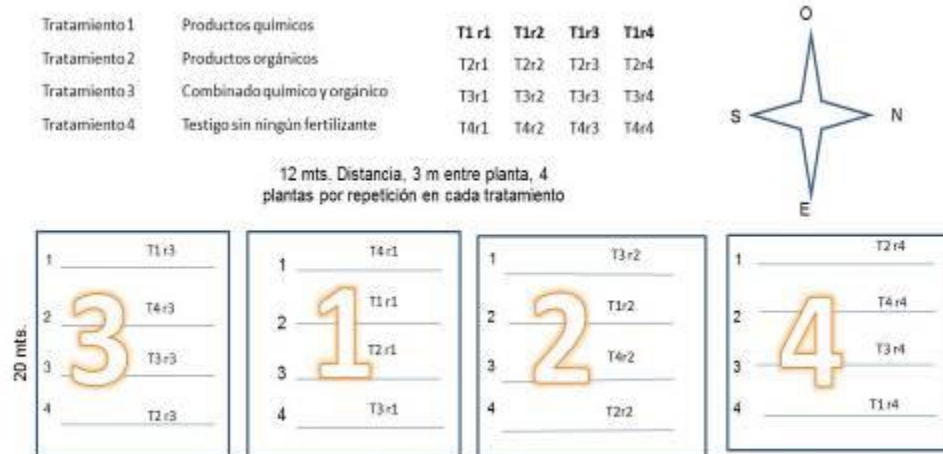 Tratamiento 1 Productos químicos T1 r1 T1r2 T1r3 T1r4
Tratamiento 2 Productos orgánicos T2r1 T2r2 T2r3 T2r4
Tratamiento 3 Combinado químico y orgánico T3r1 T3r2 T3r3 T3r4
Tratamiento 4 Testigo sin ningún fertilizante T4r1 T4r2 T4r3 T4r4
O
S N
E
12 mts. Distancia, 3 m entre planta, 4
plantas por repetición en cada tratamiento
20 mts.
3
1 T1 r3
2 T4 r3
3 T3 r3
4 T2 r3
1
1 T4 r1
2 T1 r1
3 T2 r1
4 T3 r1
2
1 T3 r2
2 T1r2
3 T4r2
4 T2r2
4
1 T2 r4
2 T4 r4
3 T3 r4
4 T1 r4